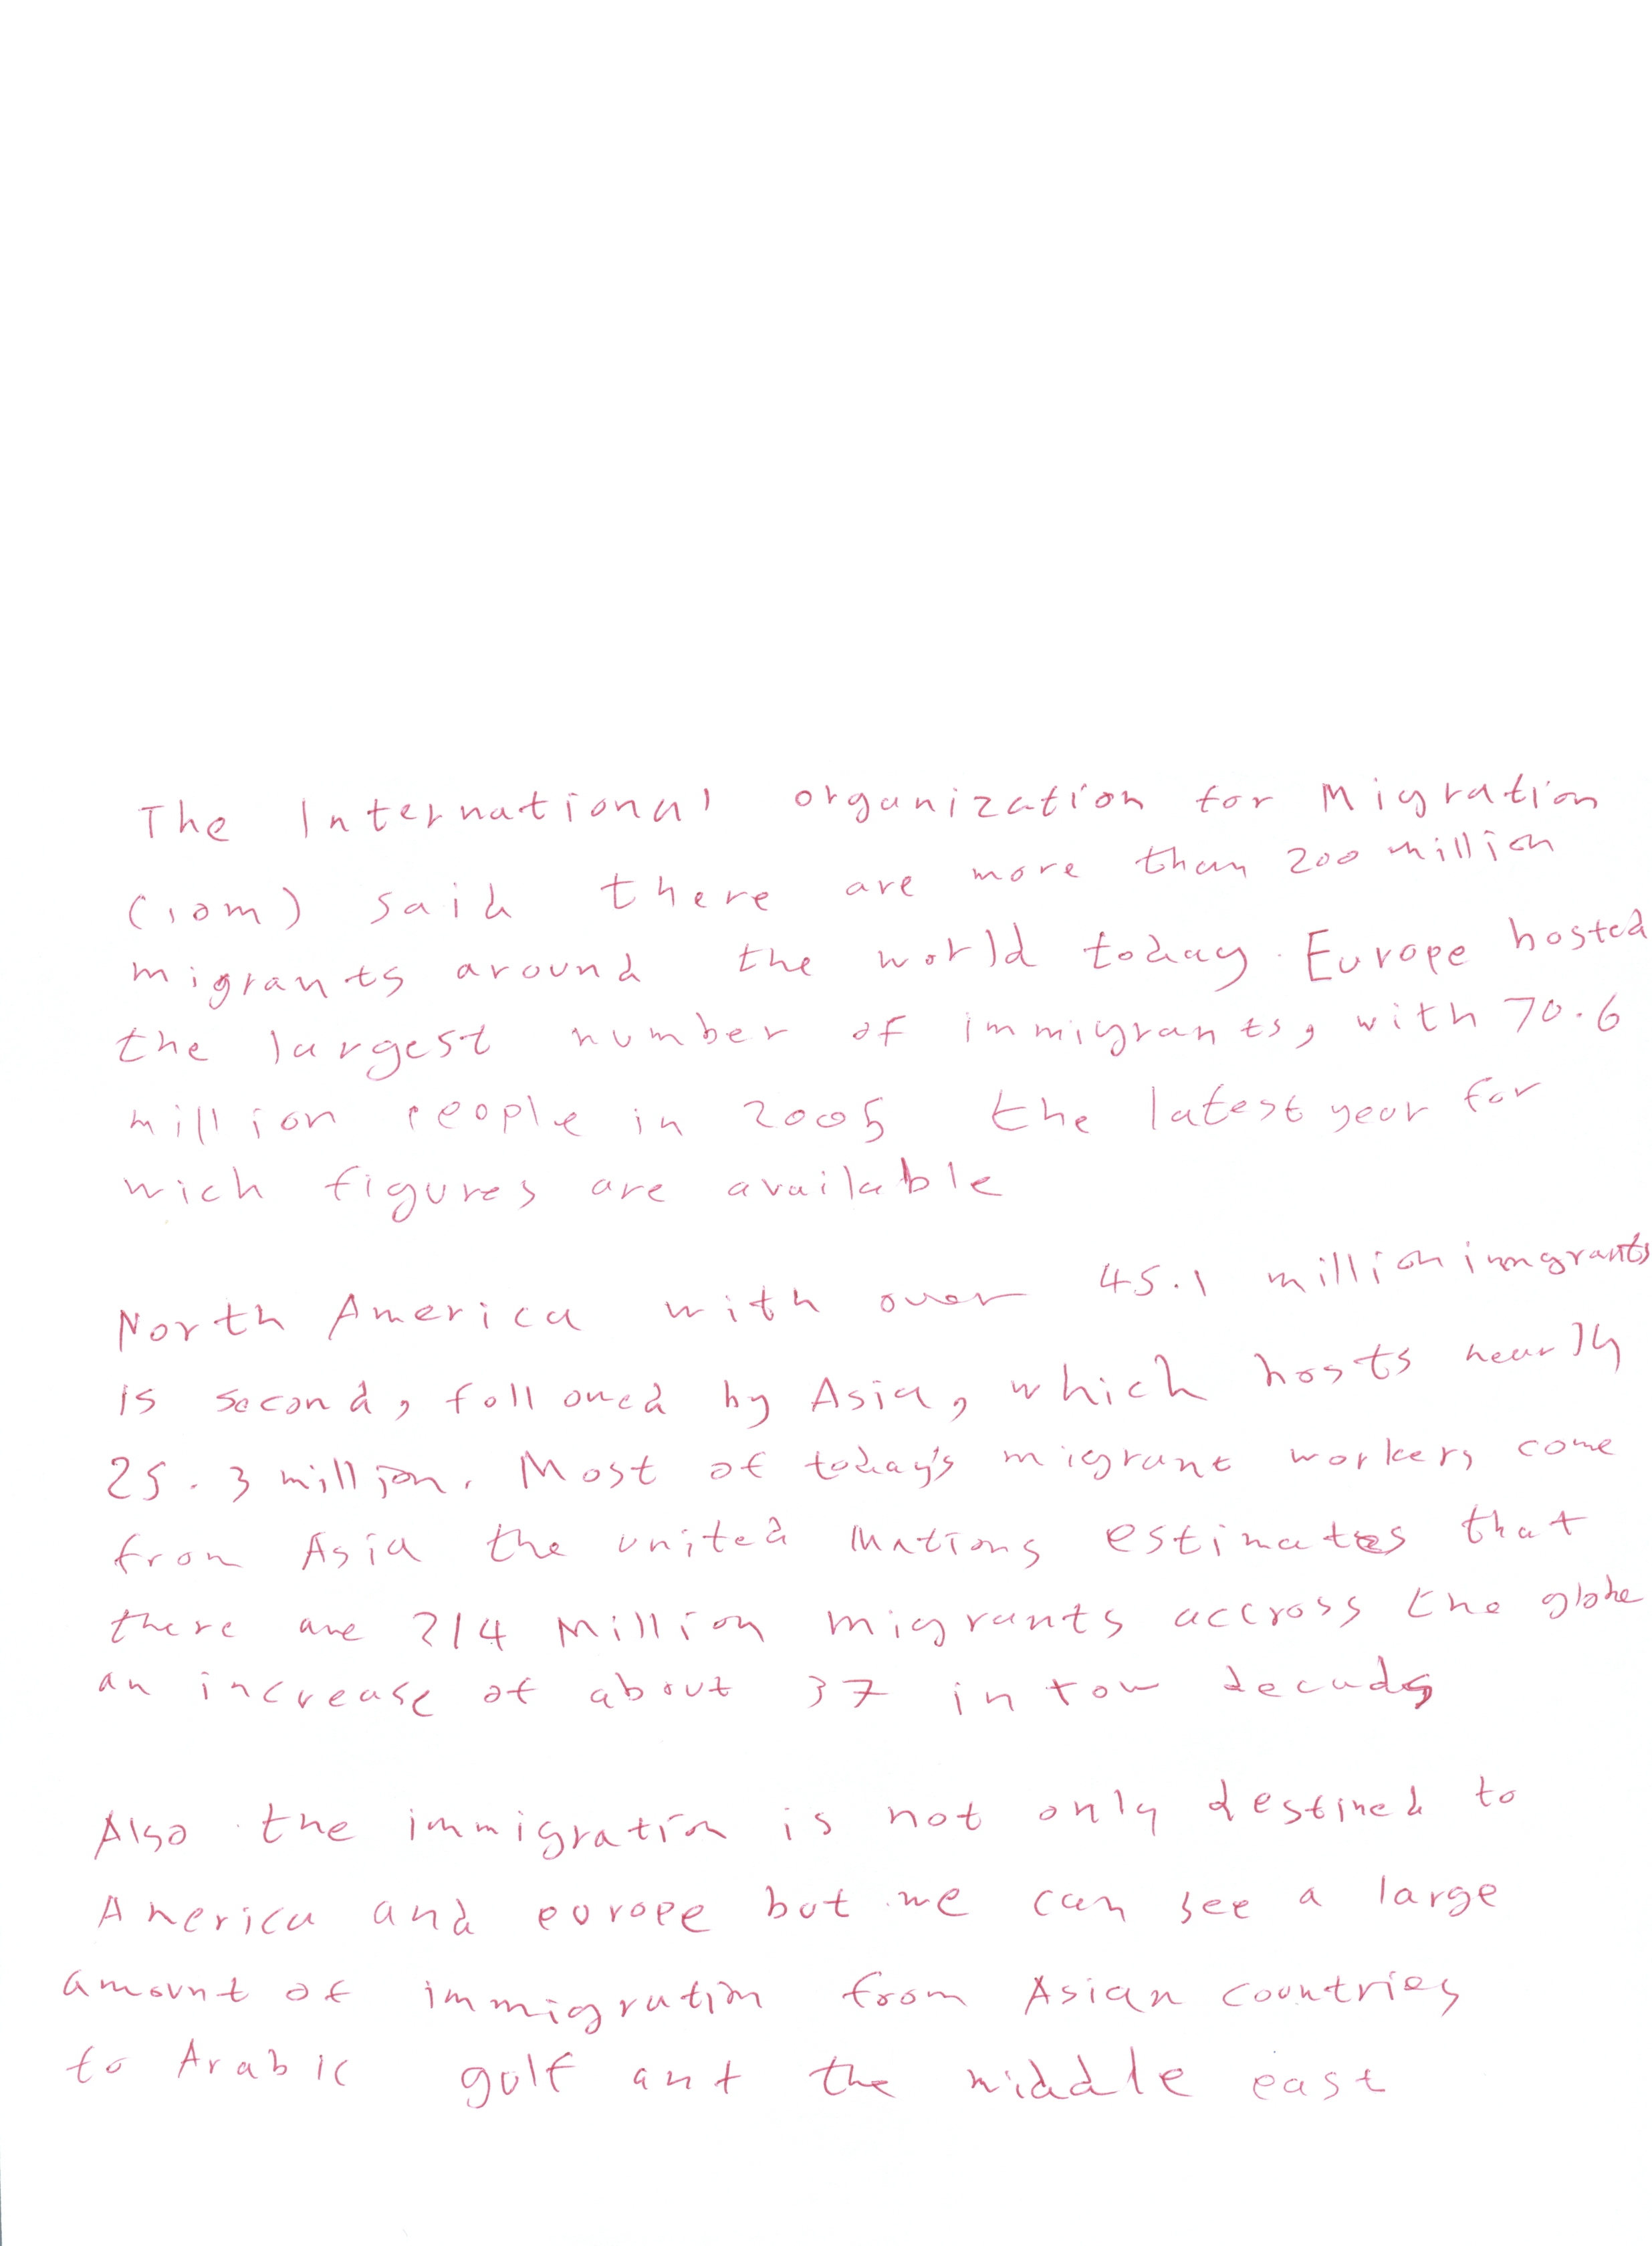 The International organization for Migration
(iom) said there are more than 200 million
migrants around the world today. Europe hosted
the largest number of immigrants, with 70.6
million people in 2005 the latest year for
wich figures are available
North America with over 45.1 million immgrants
is second, followed by Asia, which hosts nearly
25.3 million. Most of today's migrant workers come
from Asia the united nations estimates that
there are 214 Million migrants accross the globe
an increase of about 37 in tow decads
Also the immigration is not only destined to
America and europe but we can see a large
amount of immigration from Asian countries
to Arabic golf ant the middle east